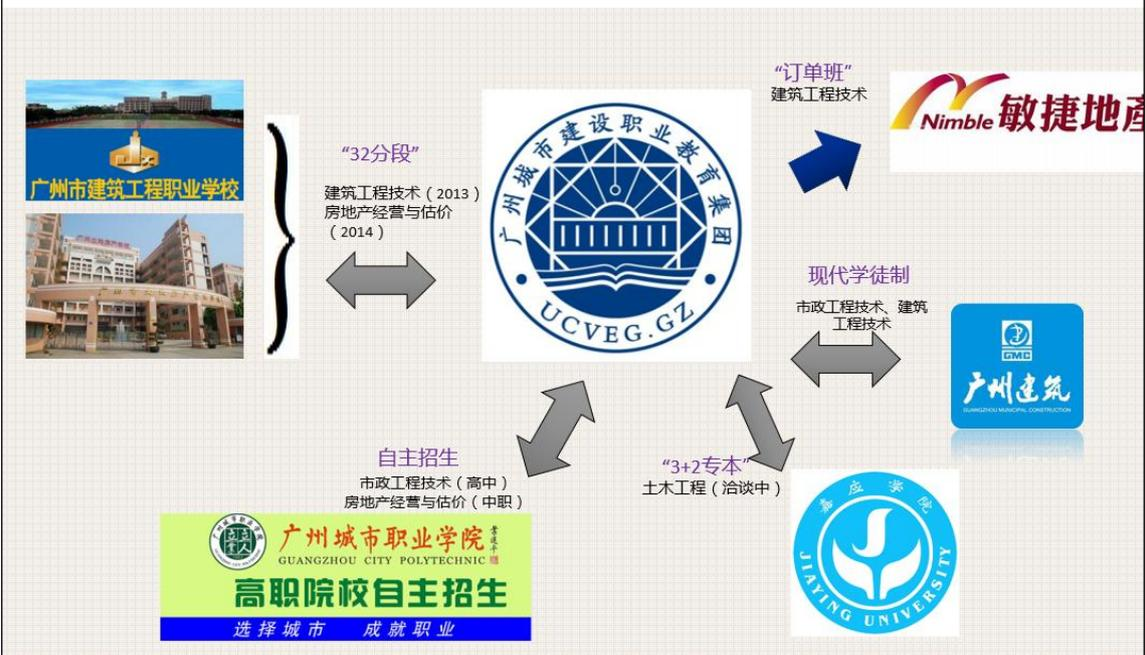 “订单班”
建筑工程技术
Nimble 敏捷地產
广州城市建设职业教育集团
UCVEG.GZ
广州市建筑工程职业学校
“32分段”
建筑工程技术（2013）
房地产经营与估价
（2014）
现代学徒制
市政工程技术、建筑
工程技术
GMC
广州建筑
GUANGZHOU MUNICIPAL CONSTRUCTION
自主招生
市政工程技术（高中）
房地产经营与估价（中职）
“3+2专本”
土木工程（洽谈中）
广州城市职业学院
GUANGZHOU CITY POLYTECHNIC
高职院校自主招生
选择城市 成就职业
嘉应学院
JIAYING UNIVERSITY